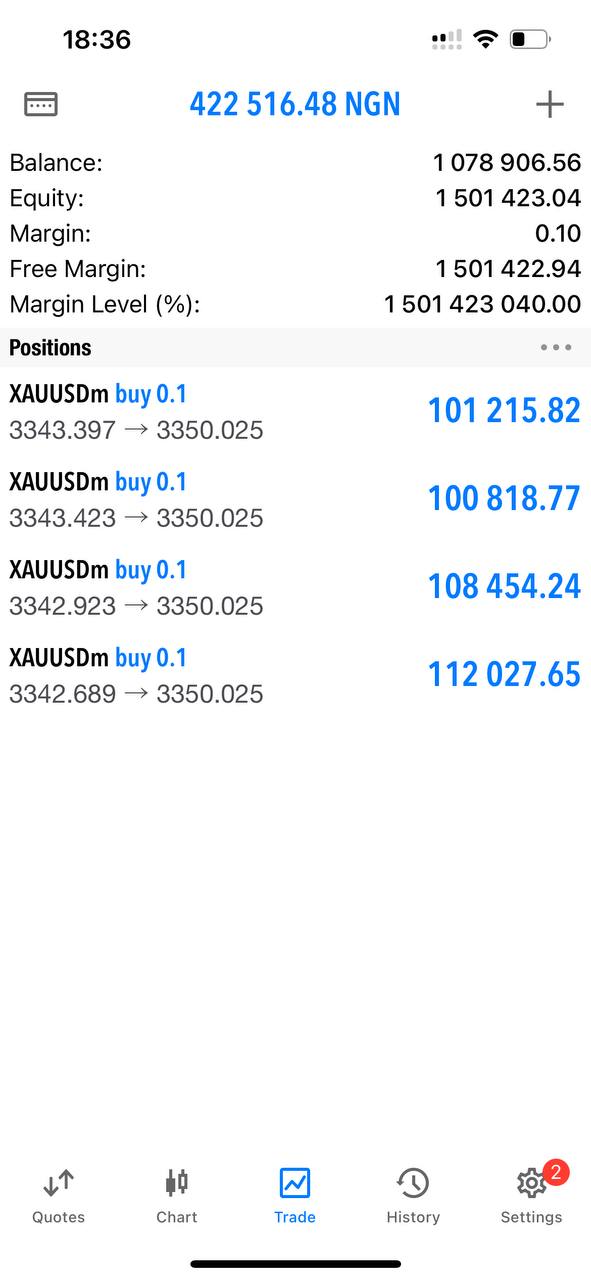 18:36
422 516.48 NGN
Balance: 1 078 906.56
Equity: 1 501 423.04
Margin: 0.10
Free Margin: 1 501 422.94
Margin Level (%): 1 501 423 040.00
Positions
XAUUSDm buy 0.1
3343.397 → 3350.025 101 215.82
XAUUSDm buy 0.1
3343.423 → 3350.025 100 818.77
XAUUSDm buy 0.1
3342.923 → 3350.025 108 454.24
XAUUSDm buy 0.1
3342.689 → 3350.025 112 027.65
2
Quotes Chart Trade History Settings